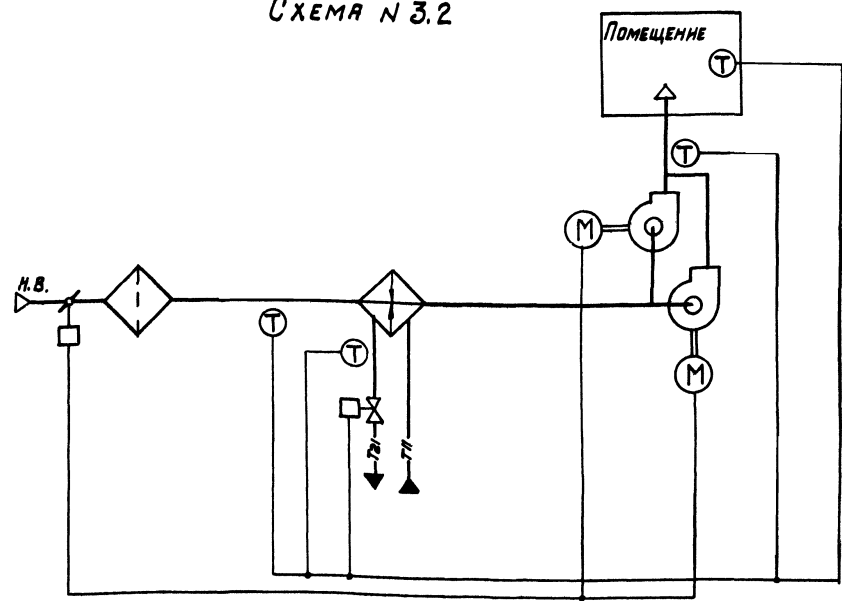 Схема N 3.2
Помещение
Т
Т
М
Н.В.
Т
Т
М
Т21
Т11